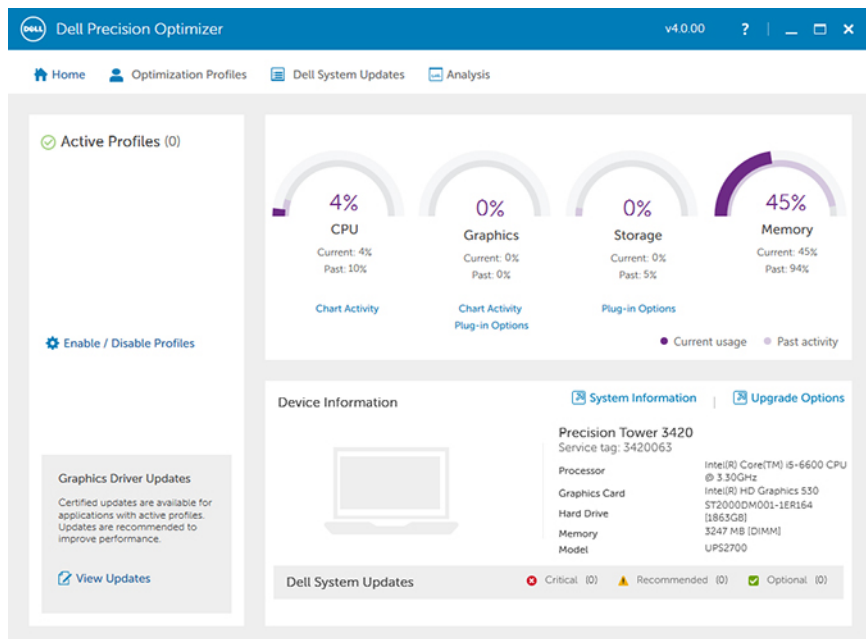 DELL Dell Precision Optimizer v4.0.00 ?
Home Optimization Profiles Dell System Updates Analysis
Active Profiles (0)
Enable / Disable Profiles
Graphics Driver Updates
Certified updates are available for
applications with active profiles.
Updates are recommended to
improve performance.
View Updates
4%
CPU
Current: 4%
Past: 10%
Chart Activity
0%
Graphics
Current: 0%
Past: 0%
Chart Activity
Plug-in Options
0%
Storage
Current: 0%
Past: 5%
Plug-in Options
45%
Memory
Current: 45%
Past: 94%
Current usage Past activity
Device Information
System Information | Upgrade Options
Precision Tower 3420
Service tag: 3420063
Processor Intel(R) Core(TM) i5-6600 CPU
@ 3.30GHz
Graphics Card Intel(R) HD Graphics 530
Hard Drive ST2000DM001-1ER164
[1863GB]
Memory 3247 MB [DIMM]
Model UPS2700
Dell System Updates Critical (0) Recommended (0) Optional (0)